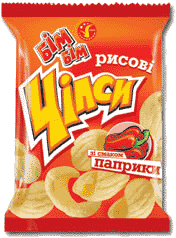 бім
бім
рисові
Чіпси
зі смаком
паприки